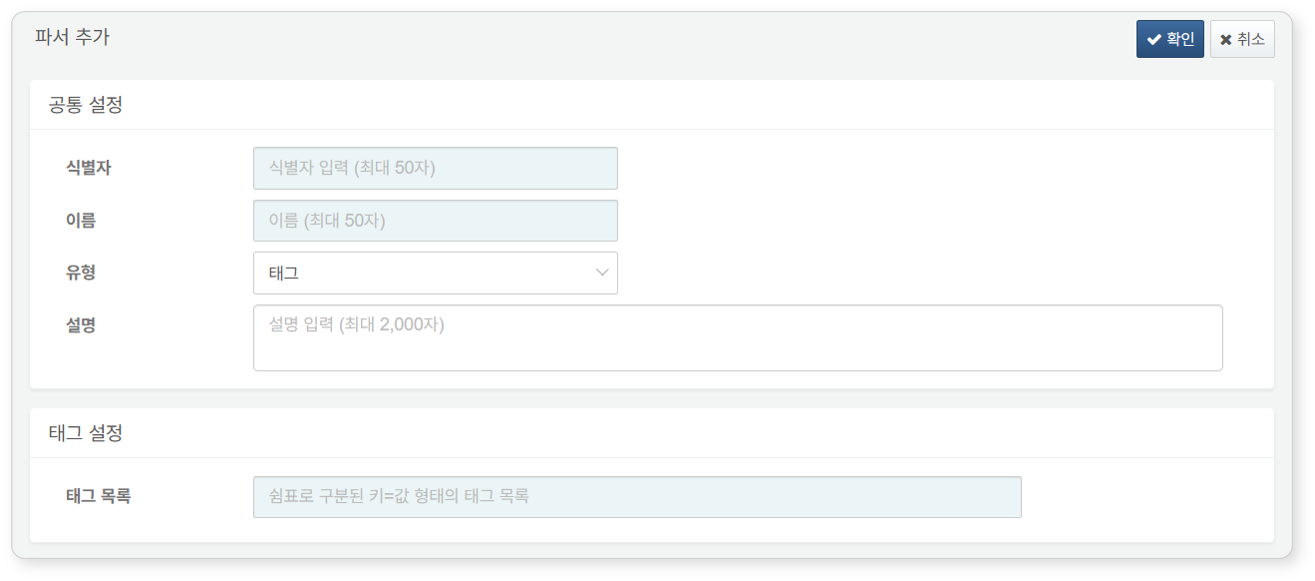 파서 추가
확인 취소
공통 설정
식별자 식별자 입력 (최대 50자)
이름 이름 (최대 50자)
유형 태그
설명 설명 입력 (최대 2,000자)
태그 설정
태그 목록 쉼표로 구분된 키=값 형태의 태그 목록